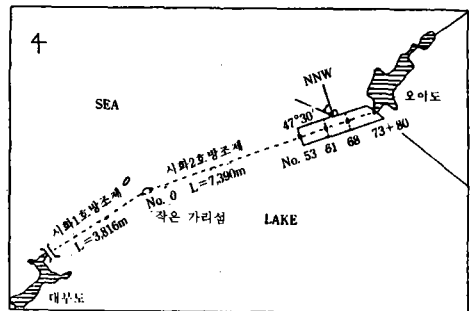 4
NNW
SEA
오이도
47°30′
시화2호방조제
No. 53 61 68 73+80
No. 0
L=7,390m
시화1호방조제
작은 가리섬
LAKE
L=3,816m
대부도